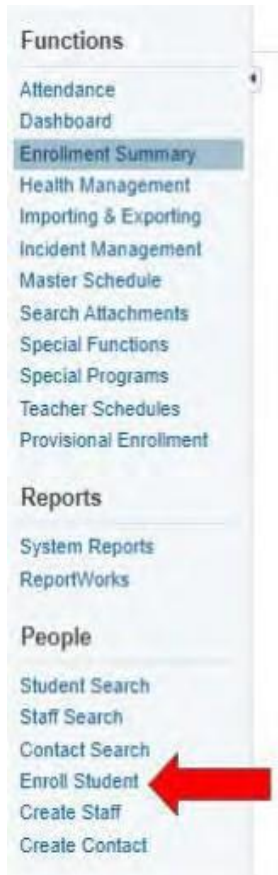 Functions
Attendance
Dashboard
Enrollment Summary
Health Management
Importing & Exporting
Incident Management
Master Schedule
Search Attachments
Special Functions
Special Programs
Teacher Schedules
Provisional Enrollment
Reports
System Reports
ReportWorks
People
Student Search
Staff Search
Contact Search
Enroll Student
Create Staff
Create Contact